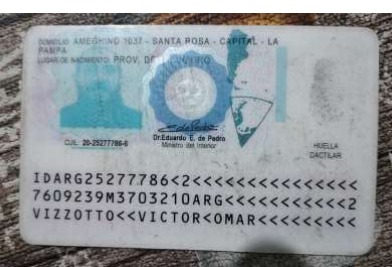 DOMICILIO: AMEGHINO 1037 - SANTA ROSA - CAPITAL - LA
PAMPA
LUGAR DE NACIMIENTO: PROV. DE
CUIL: 20-25277786-6
Dr.Eduardo E. de Pedro
Ministro del Interior
HUELLA
DACTILAR
IDARG25277786<2<<<<<<<<<<<<<<<
7609239M3703210ARG<<<<<<<<<<<2
VIZZOTTO<<VICTOR<OMAR<<<<<<<<<